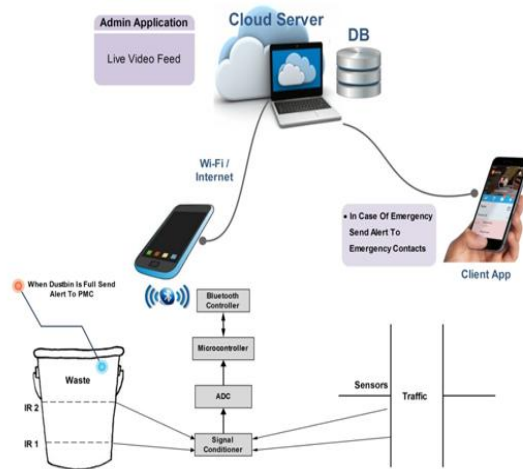 Admin Application
Live Video Feed
Cloud Server
DB
Wi-Fi /
Internet
• In Case Of Emergency
Send Alert To
Emergency Contacts
Client App
When Dustbin Is Full Send
Alert To PMC
Bluetooth
Controller
Microcontroller
ADC
Signal
Conditioner
Waste
IR 2
IR 1
Sensors
Traffic